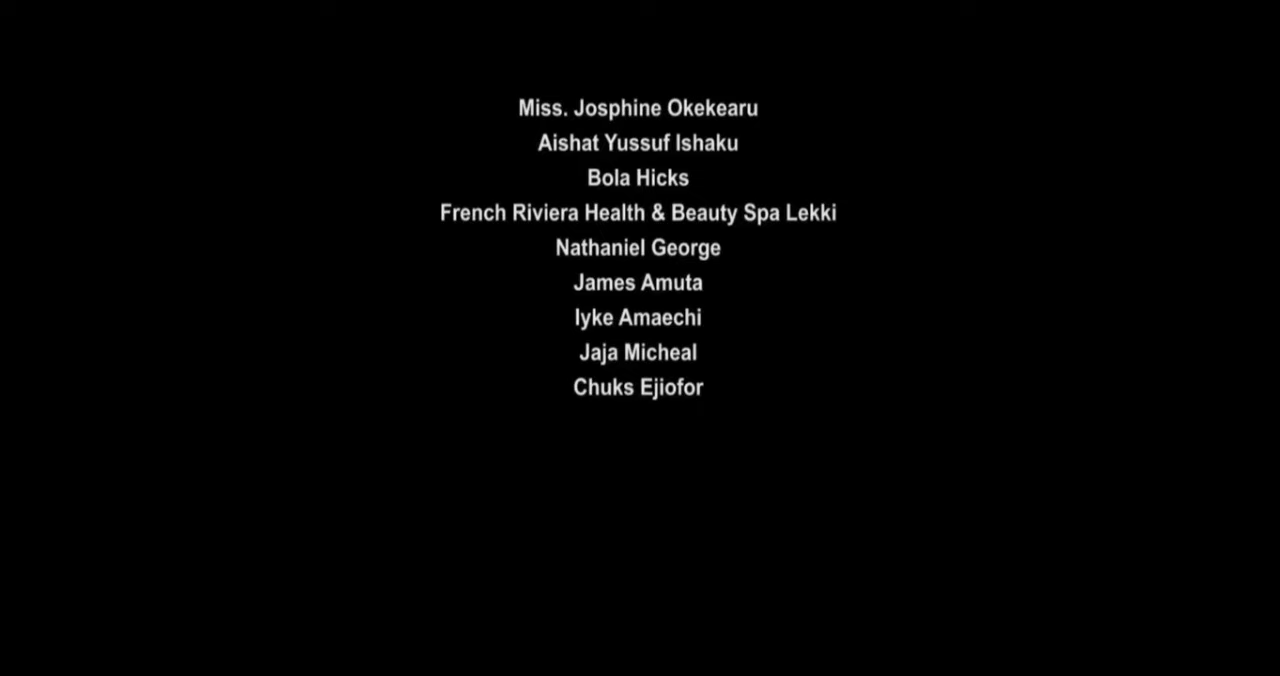 Miss. Josphine Okekearu
Aishat Yussuf Ishaku
Bola Hicks
French Riviera Health & Beauty Spa Lekki
Nathaniel George
James Amuta
Iyke Amaechi
Jaja Micheal
Chuks Ejiofor